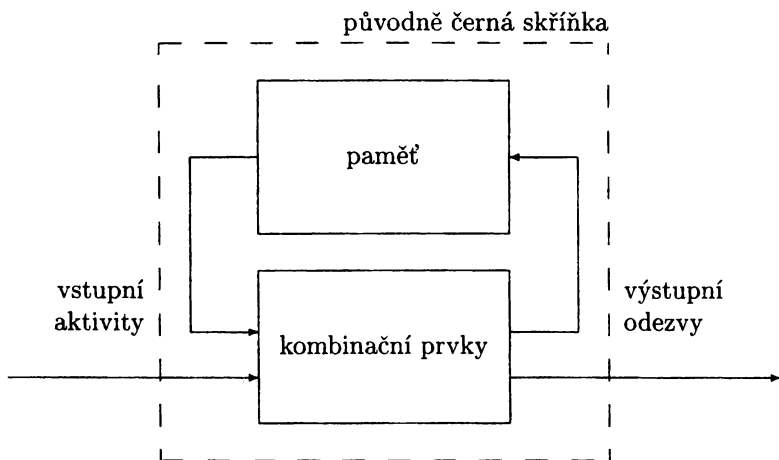 původně černá skříňka
paměť
vstupní
aktivity
kombinační prvky
výstupní
odezvy